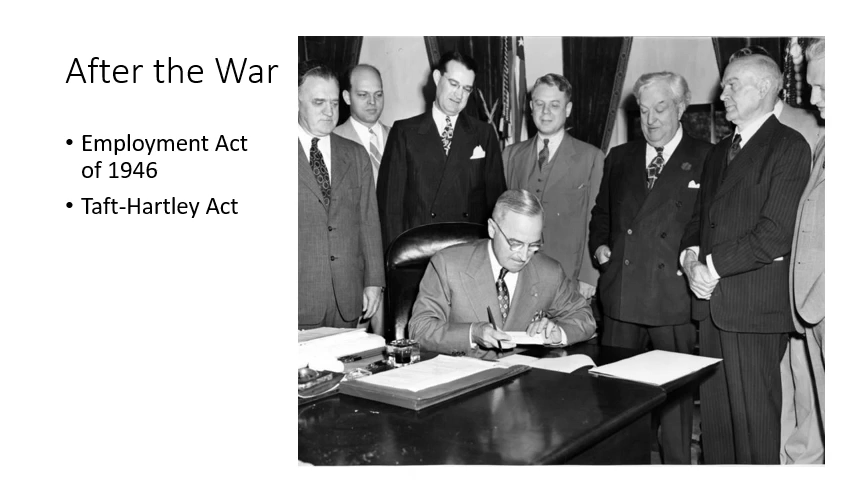 After the War
• Employment Act
of 1946
• Taft-Hartley Act